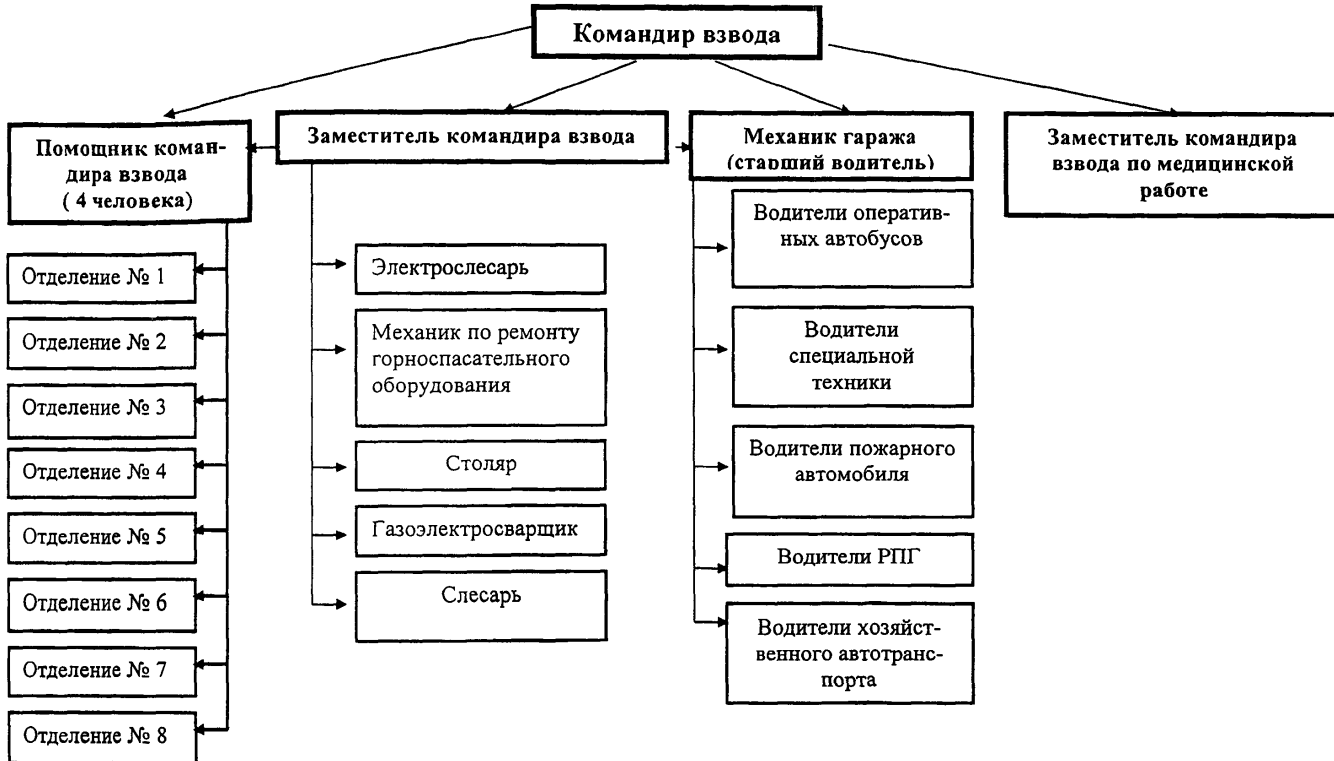 Командир взвода
Помощник коман-
дира взвода
( 4 человека)
Заместитель командира взвода
Механик гаража
(старший водитель)
Заместитель командира
взвода по медицинской
работе
Отделение № 1
Отделение № 2
Отделение № 3
Отделение № 4
Отделение № 5
Отделение № 6
Отделение № 7
Отделение № 8
Электрослесарь
Механик по ремонту
горноспасательного
оборудования
Столяр
Газоэлектросварщик
Слесарь
Водители оператив-
ных автобусов
Водители
специальной
техники
Водители пожарного
автомобиля
Водители РПГ
Водители хозяйст-
венного автотранс-
порта